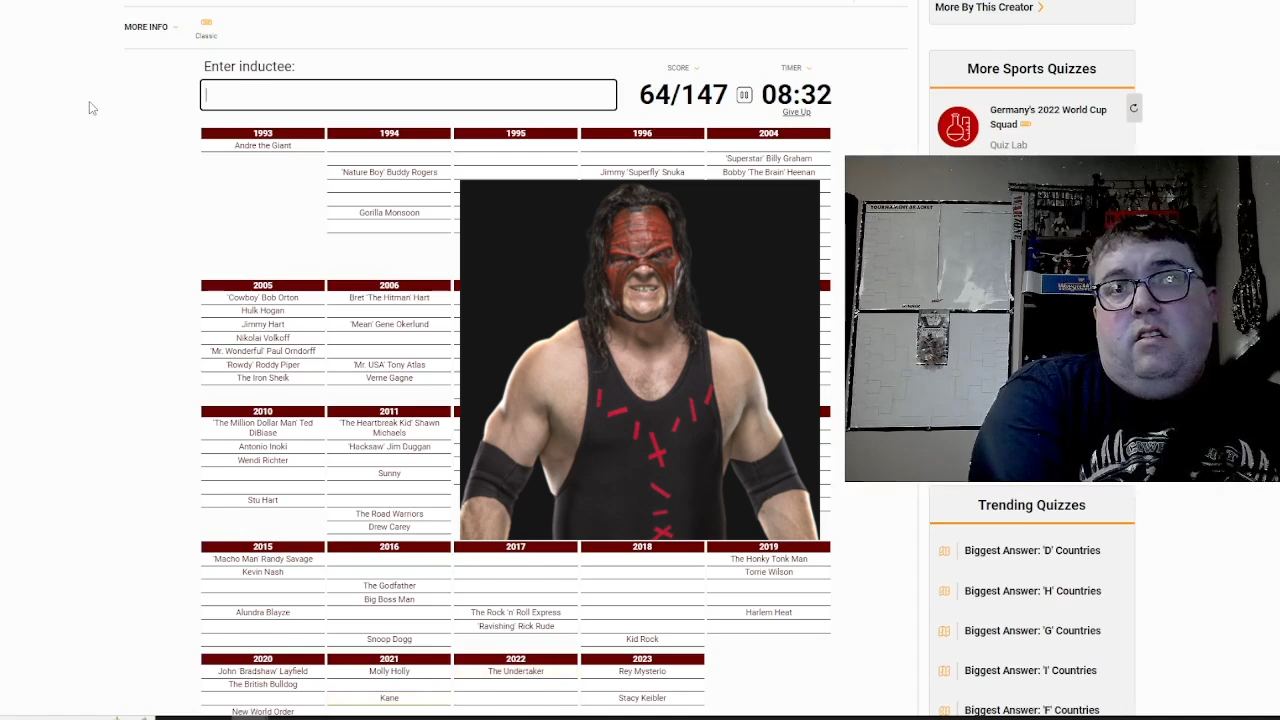 More By This Creator
MORE INFO
Classic
Enter inductee:
SCORE
TIMER
64/147
08:32
Give Up
More Sports Quizzes
Germany's 2022 World Cup
Squad
Quiz Lab
1993 1994 1995 1996 2004
Andre the Giant
'Superstar' Billy Graham
'Nature Boy' Buddy Rogers Jimmy 'Superfly' Snuka Bobby 'The Brain' Heenan
Gorilla Monsoon
2005 2006
'Cowboy' Bob Orton Bret 'The Hitman' Hart
Hulk Hogan
Jimmy Hart 'Mean' Gene Okerlund
Nikolai Volkoff
'Mr. Wonderful' Paul Orndorff
'Rowdy' Roddy Piper 'Mr. USA' Tony Atlas
The Iron Sheik Verne Gagne
2010 2011
'The Million Dollar Man' Ted DiBiase 'The Heartbreak Kid' Shawn Michaels
Antonio Inoki 'Hacksaw' Jim Duggan
Wendi Richter
Sunny
Stu Hart
The Road Warriors
Drew Carey
2015 2016 2017 2018 2019
'Macho Man' Randy Savage The Honky Tonk Man
Kevin Nash Torrie Wilson
The Godfather
Big Boss Man
Alundra Blayze The Rock 'n' Roll Express Harlem Heat
'Ravishing' Rick Rude
Snoop Dogg Kid Rock
2020 2021 2022 2023
John 'Bradshaw' Layfield Molly Holly The Undertaker Rey Mysterio
The British Bulldog
Kane Stacy Keibler
New World Order
TOURNAMENT BRACKET
Trending Quizzes
Biggest Answer: 'D' Countries
Biggest Answer: 'H' Countries
Biggest Answer: 'G' Countries
Biggest Answer: 'I' Countries
Biggest Answer: 'F' Countries